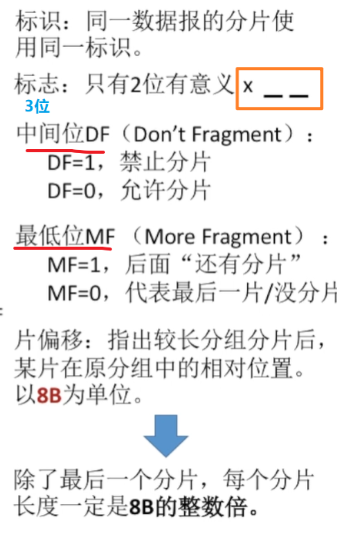 标识：同一数据报的分片使
用同一标识。
标志：只有2位有意义 x _ _
3位
中间位DF（Don't Fragment）：
DF=1，禁止分片
DF=0，允许分片
最低位MF（More Fragment）：
MF=1，后面“还有分片”
MF=0，代表最后一片/没分片
片偏移：指出较长分组分片后，
某片在原分组中的相对位置。
以8B为单位。
除了最后一个分片，每个分片
长度一定是8B的整数倍。